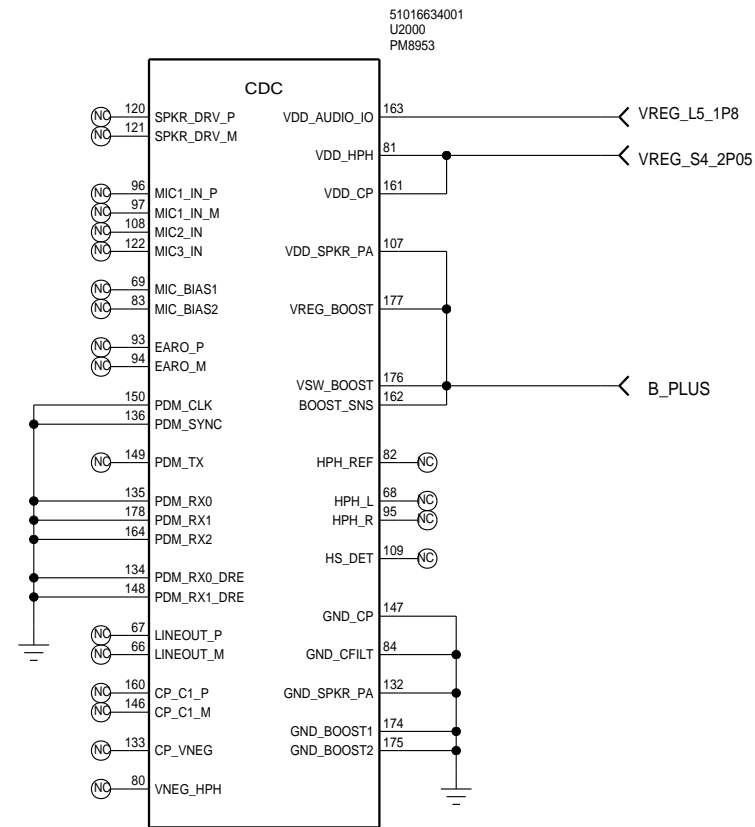 51016634001
U2000
PM8953
CDC
NC 120 SPKR_DRV_P VDD_AUDIO_IO 163 VREG_L5_1P8
NC 121 SPKR_DRV_M
VDD_HPH 81 VREG_S4_2P05
NC 96 MIC1_IN_P VDD_CP 161
NC 97 MIC1_IN_M
NC 108 MIC2_IN
NC 122 MIC3_IN VDD_SPKR_PA 107
NC 69 MIC_BIAS1
NC 83 MIC_BIAS2 VREG_BOOST 177
NC 93 EARO_P
NC 94 EARO_M
VSW_BOOST 176 B_PLUS
150 PDM_CLK BOOST_SNS 162
136 PDM_SYNC
NC 149 PDM_TX HPH_REF 82 NC
135 PDM_RX0 HPH_L 68 NC
178 PDM_RX1 HPH_R 95 NC
164 PDM_RX2
HS_DET 109 NC
134 PDM_RX0_DRE
148 PDM_RX1_DRE
GND_CP 147
NC 67 LINEOUT_P
NC 66 LINEOUT_M GND_CFILT 84
NC 160 CP_C1_P GND_SPKR_PA 132
NC 146 CP_C1_M
GND_BOOST1 174
NC 133 CP_VNEG GND_BOOST2 175
NC 80 VNEG_HPH